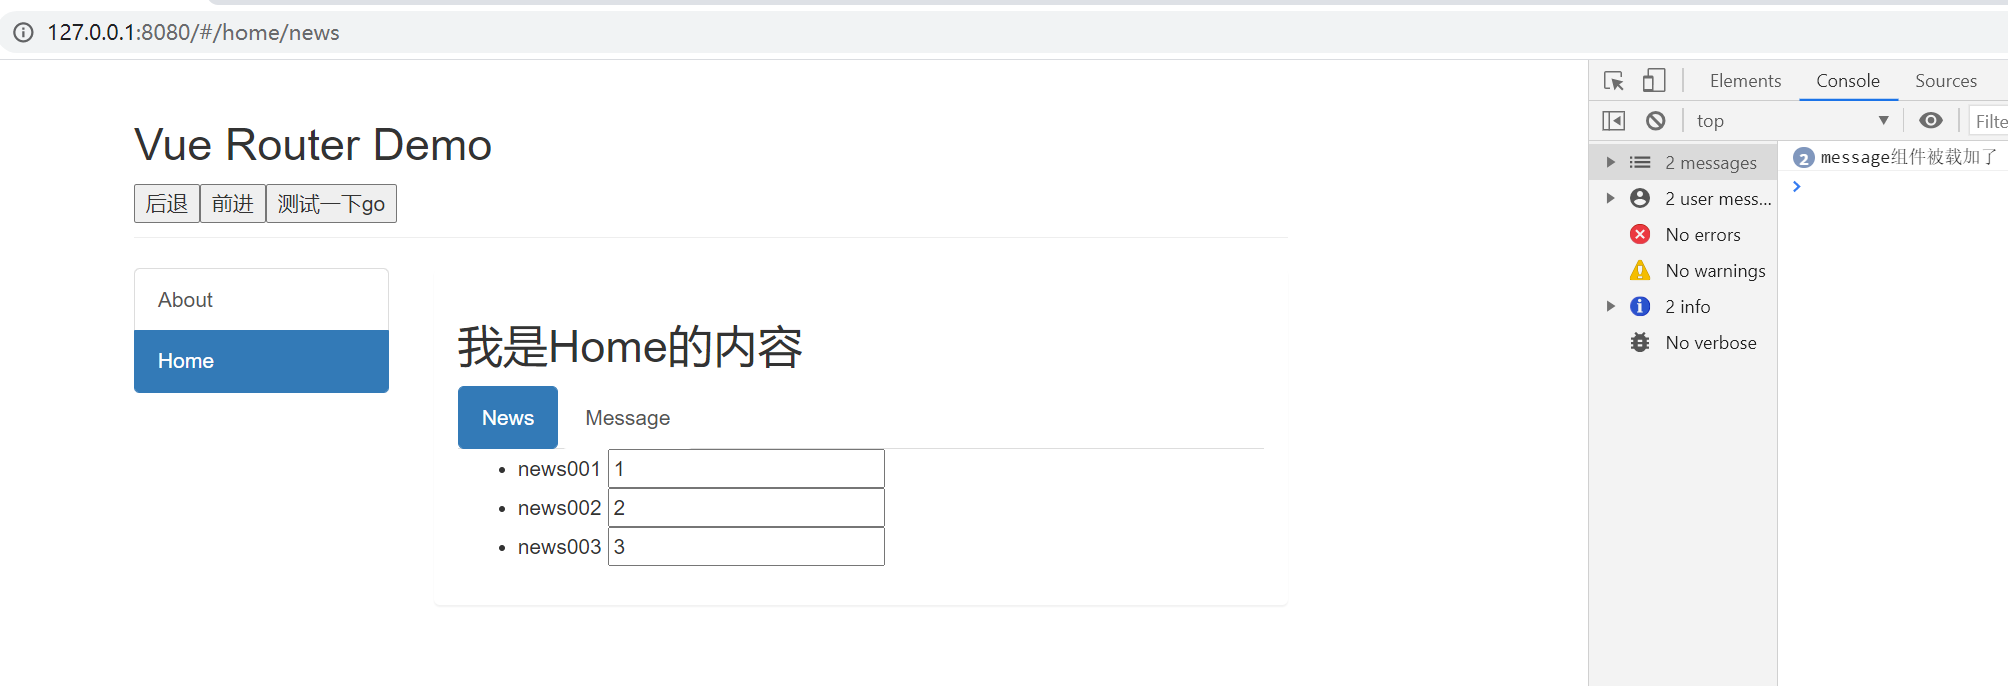 127.0.0.1:8080/#/home/news
Vue Router Demo
后退 前进 测试一下go
About
Home
我是Home的内容
News Message
news001 1
news002 2
news003 3
Elements Console Sources
top Filte
2 messages
2 user mess...
No errors
No warnings
2 info
No verbose
2 message组件被载加了